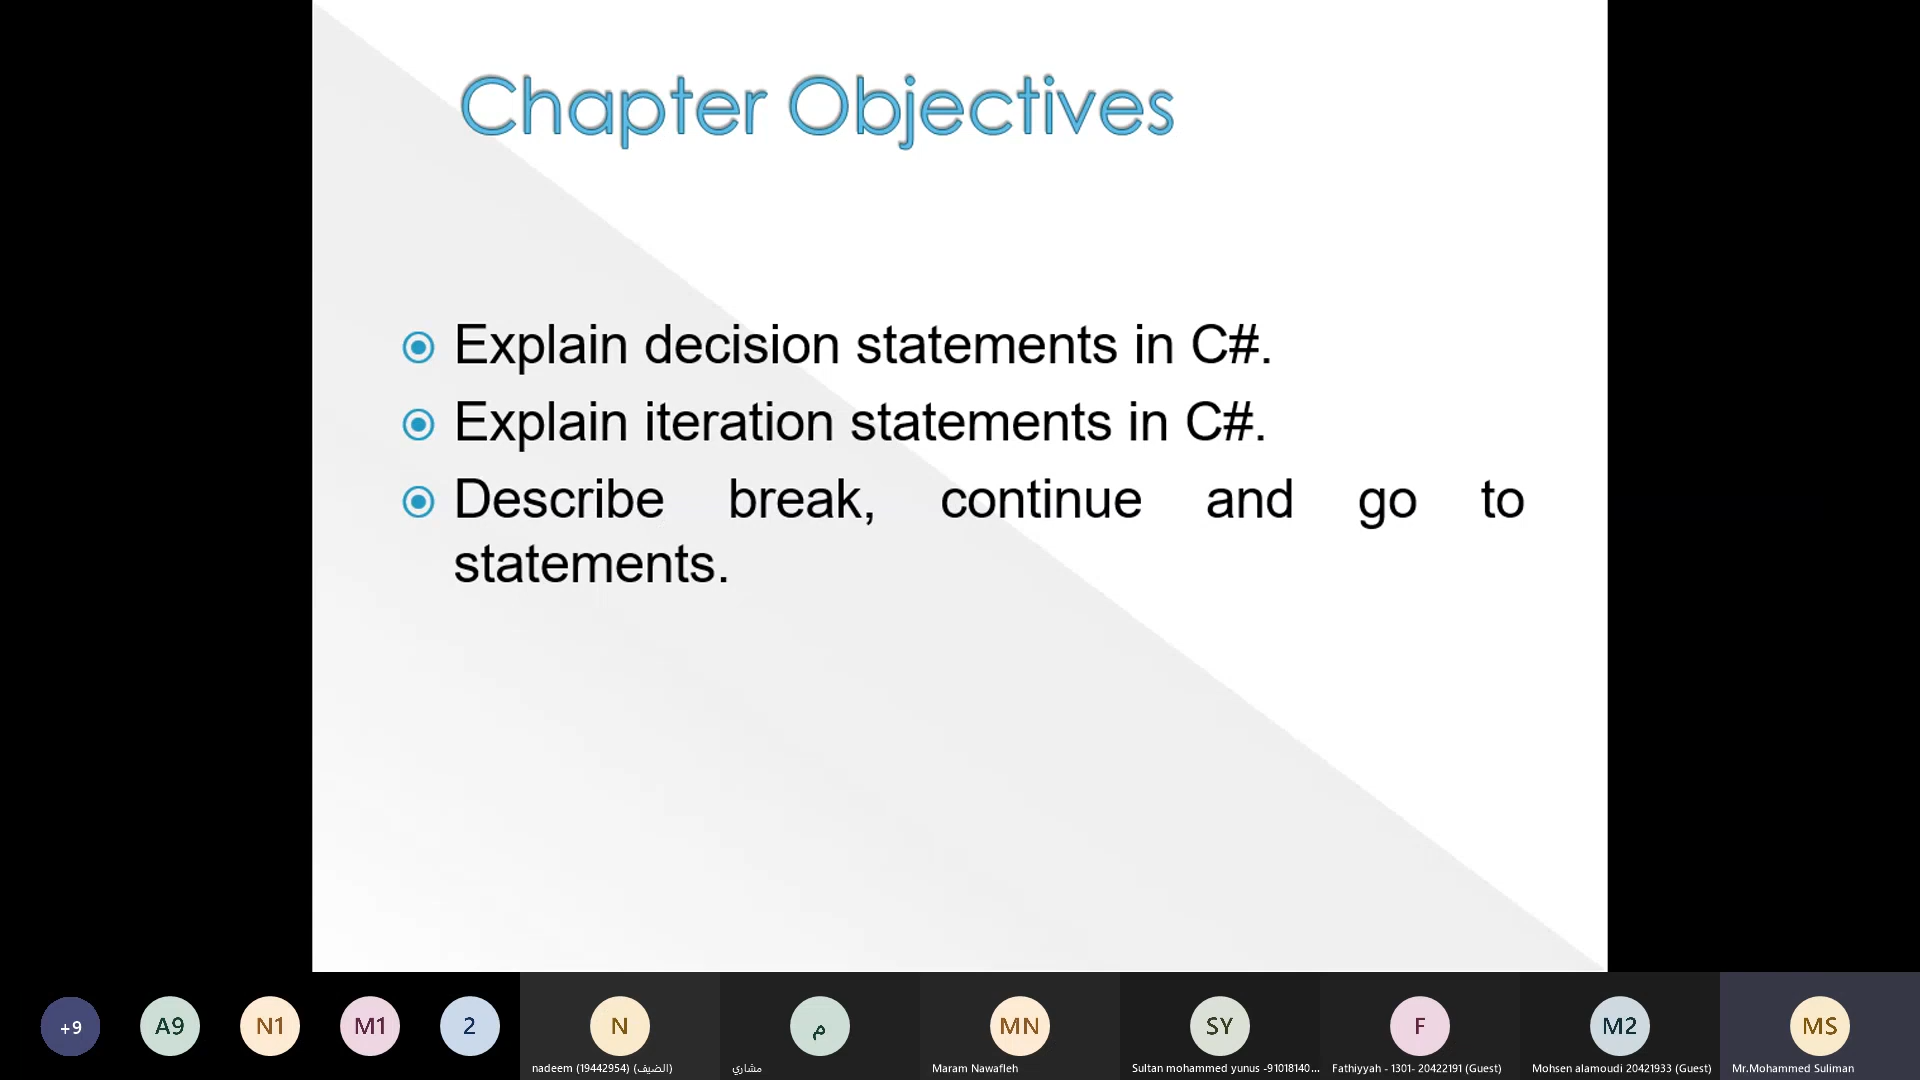 Chapter Objectives
Explain decision statements in C#.
Explain iteration statements in C#.
Describe break, continue and go to
statements.
+9
A9
N1
M1
2
N
م
MN
SY
F
M2
MS
nadeem (19442954) (الضيف)
مشاري
Maram Nawafleh
Sultan mohammed yunus -91018140...
Fathiyyah - 1301- 20422191 (Guest)
Mohsen alamoudi 20421933 (Guest)
Mr.Mohammed Suliman